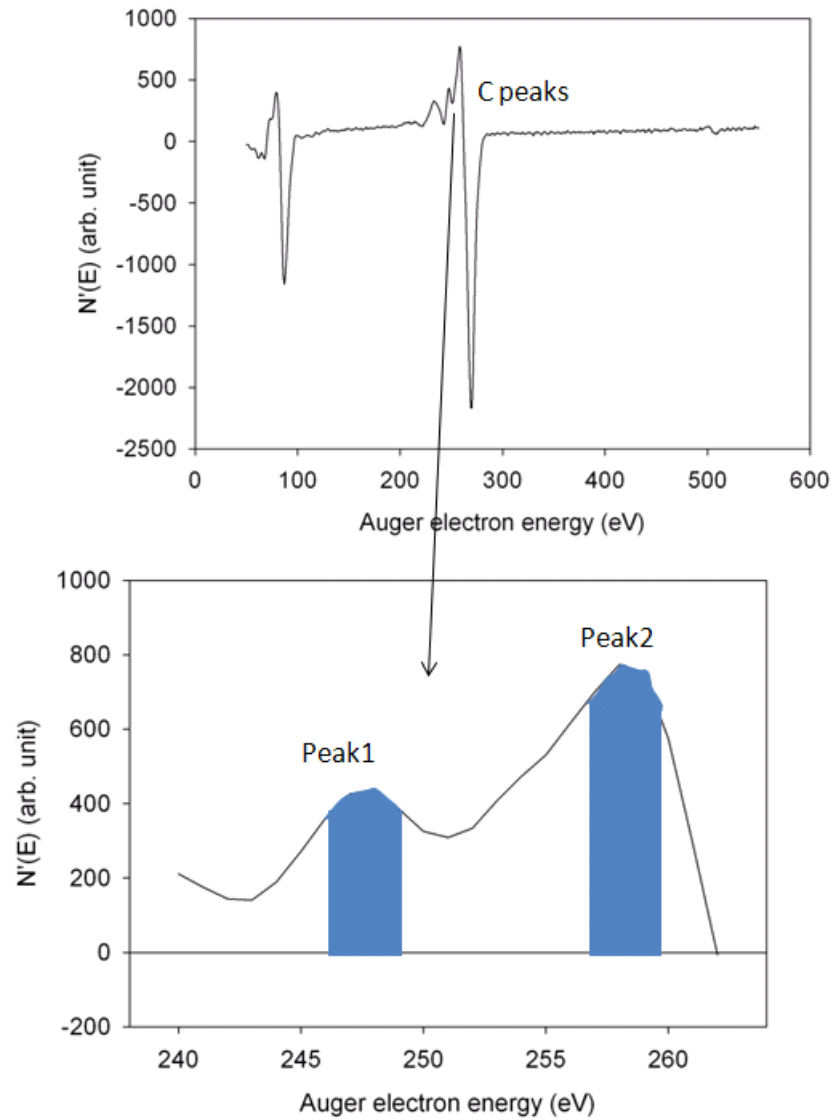 1000
500
0
-500
-1000
-1500
-2000
-2500
N'(E) (arb. unit)
C peaks
0 100 200 300 400 500 600
Auger electron energy (eV)
1000
800
600
400
200
0
-200
N'(E) (arb. unit)
Peak2
Peak1
240 245 250 255 260
Auger electron energy (eV)